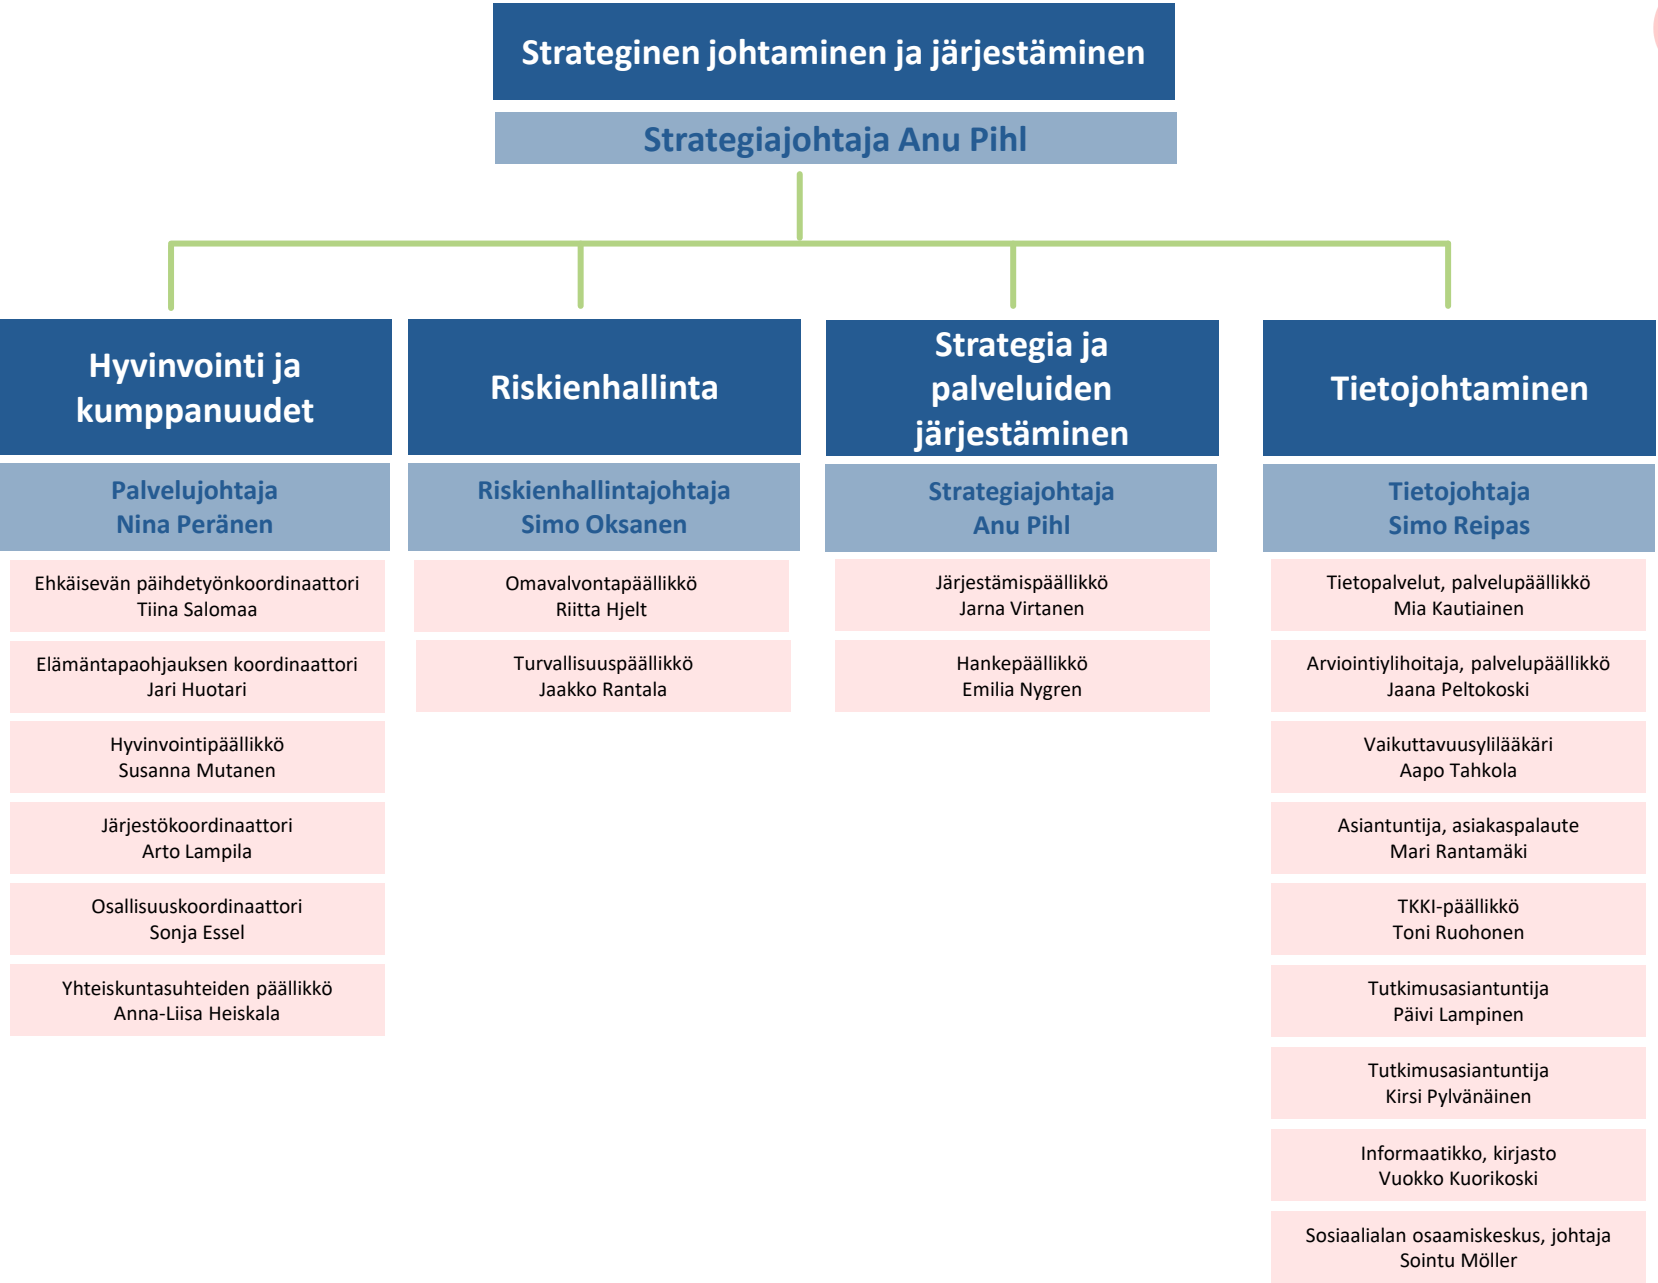 Strateginen johtaminen ja järjestäminen
Strategiajohtaja Anu Pihl
Hyvinvointi ja
kumppanuudet
Palvelujohtaja
Nina Peränen
Ehkäisevän päihdetyönkoordinaattori
Tiina Salomaa
Elämäntapaohjauksen koordinaattori
Jari Huotari
Hyvinvointipäällikkö
Susanna Mutanen
Järjestökoordinaattori
Arto Lampila
Osallisuuskoordinaattori
Sonja Essel
Yhteiskuntasuhteiden päällikkö
Anna-Liisa Heiskala
Riskienhallinta
Riskienhallintajohtaja
Simo Oksanen
Omavalvontapäällikkö
Riitta Hjelt
Turvallisuuspäällikkö
Jaakko Rantala
Strategia ja
palveluiden
järjestäminen
Strategiajohtaja
Anu Pihl
Järjestämispäällikkö
Jarna Virtanen
Hankepäällikkö
Emilia Nygren
Tietojohtaminen
Tietojohtaja
Simo Reipas
Tietopalvelut, palvelupäällikkö
Mia Kautiainen
Arviointiylihoitaja, palvelupäällikkö
Jaana Peltokoski
Vaikuttavuusylilääkäri
Aapo Tahkola
Asiantuntija, asiakaspalaute
Mari Rantamäki
TKKI-päällikkö
Toni Ruohonen
Tutkimusasiantuntija
Päivi Lampinen
Tutkimusasiantuntija
Kirsi Pylvänäinen
Informaatikko, kirjasto
Vuokko Kuorikoski
Sosiaalialan osaamiskeskus, johtaja
Sointu Möller